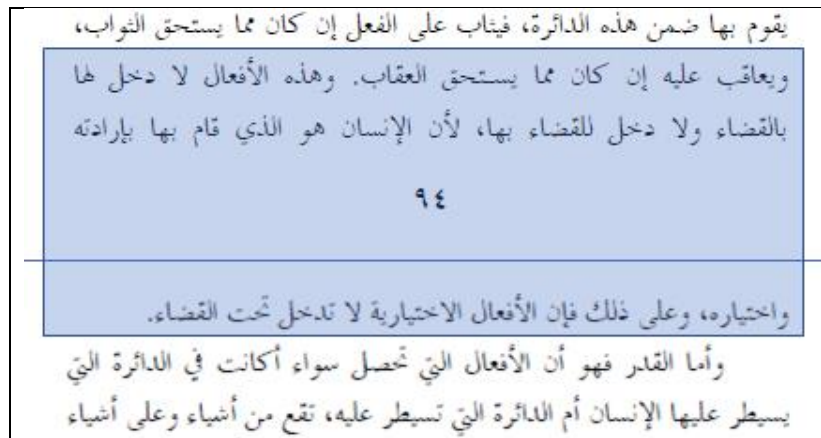 يقوم بها ضمن هذه الدائرة، فيثاب على الفعل إن كان مما يستحق الثواب،
ويعاقب عليه إن كان مما يستحق العقاب. وهذه الأفعال لا دخل لها
بالقضاء ولا دخل للقضاء بها، لأن الإنسان هو الذي قام بها بإرادته
٩٤
واختياره، وعلى ذلك فإن الأفعال الاختيارية لا تدخل تحت القضاء.
وأما القدر فهو أن الأفعال التي تحصل سواء أكانت في الدائرة التي
يسيطر عليها الإنسان أم الدائرة التي تسيطر عليه، تقع من أشياء وعلى أشياء